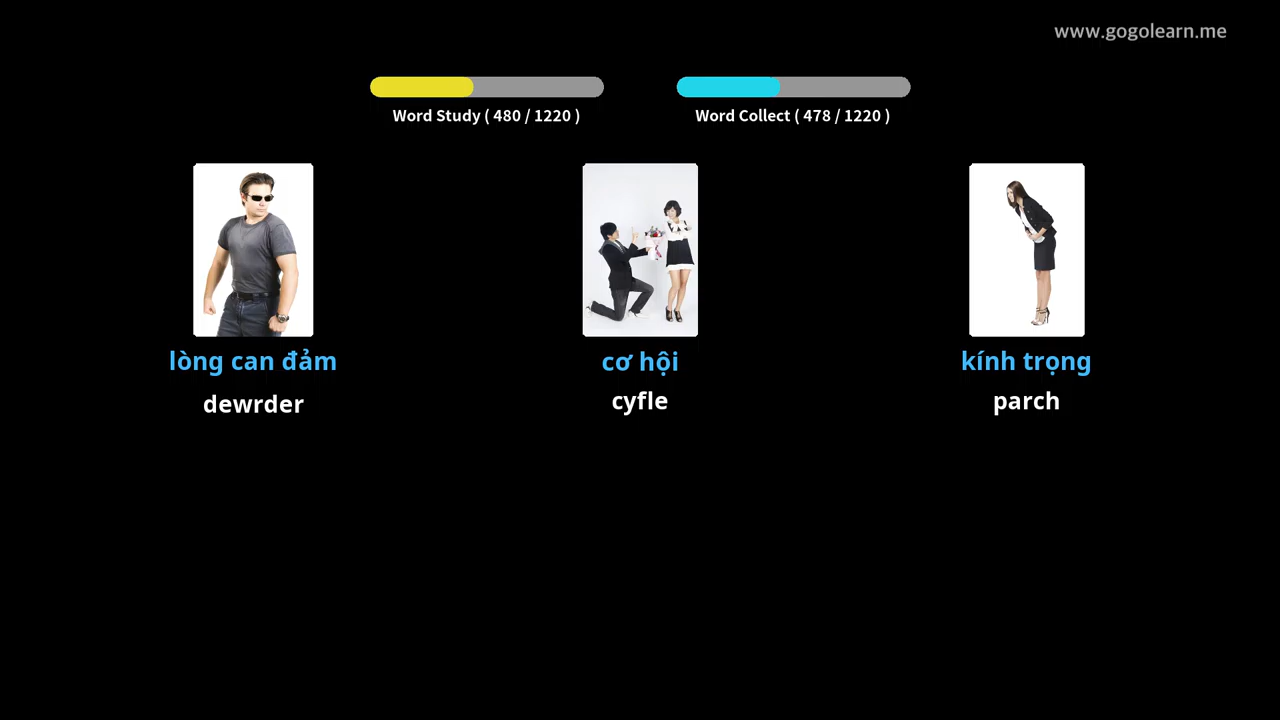 www.gogolearn.me
Word Study ( 480 / 1220 )
Word Collect ( 478 / 1220 )
lòng can đảm
cơ hội
kính trọng
dewrder
cyfle
parch